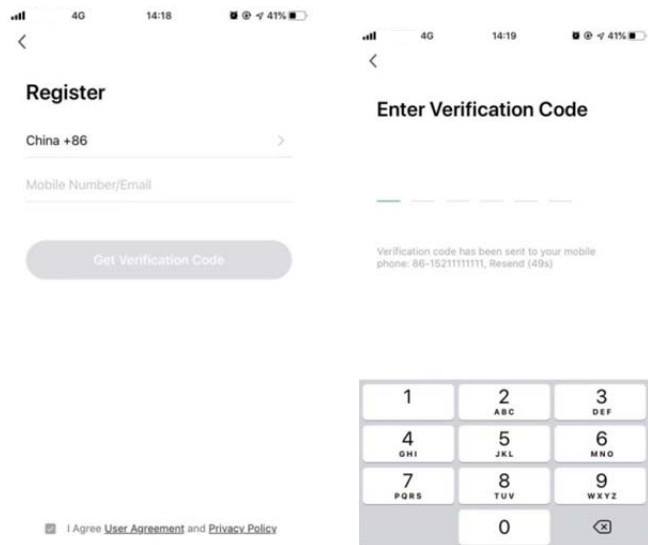 4G 14:18 41%
Register
China +86
Mobile Number/Email
Get Verification Code
I Agree User Agreement and Privacy Policy
4G 14:19 41%
Enter Verification Code
Verification code has been sent to your mobile
phone: 86-15211111111, Resend (49s)
1 2 3
ABC DEF
4 5 6
GHI JKL MNO
7 8 9
PQRS TUV WXYZ
0